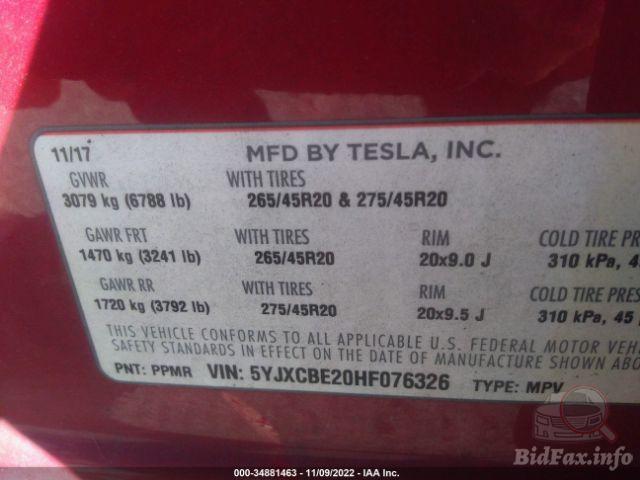 11/17 MFD BY TESLA, INC.
GVWR WITH TIRES
3079 kg (6788 lb) 265/45R20 & 275/45R20
GAWR FRT WITH TIRES RIM COLD TIRE PRE
1470 kg (3241 lb) 265/45R20 20x9.0 J 310 kPa, 45
GAWR RR WITH TIRES RIM COLD TIRE PRES
1720 kg (3792 lb) 275/45R20 20x9.5 J 310 kPa, 45
THIS VEHICLE CONFORMS TO ALL APPLICABLE U.S. FEDERAL MOTOR VEH
SAFETY STANDARDS IN EFFECT ON THE DATE OF MANUFACTURE SHOWN ABO
PNT: PPMR VIN: 5YJXCBE20HF076326 TYPE: MPV
BidFax.info
000-34881463 - 11/09/2022 - IAA Inc.